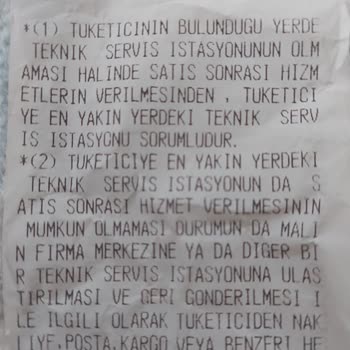 *(1) TUKETICININ BULUNDUGU YERDE
TEKNIK SERVIS ISTASYONUNUN OLM
AMASI HALINDE SATIS SONRASI HIZM
ETLERIN VERILMESINDEN , TUKETICI
YE EN YAKIN YERDEKI TEKNIK SERV
IS ISTASYONU SORUMLUDUR.
*(2) TUKETICIYE EN YAKIN YERDEKI
TEKNIK SERVIS ISTASYONUN DA S
ATIS SONRASI HIZMET VERILMESININ
MUMKUN OLMAMASI DURUMUN DA MALI
N FIRMA MERKEZINE YA DA DIGER BI
R TEKNIK SERVIS ISTASYONUNA ULAS
TIRILMASI VE GERI GONDERILMESI I
LE ILGILI OLARAK TUKETICIDEN NAK
LIYE,POSTA,KARGO VEYA BENZERI HE